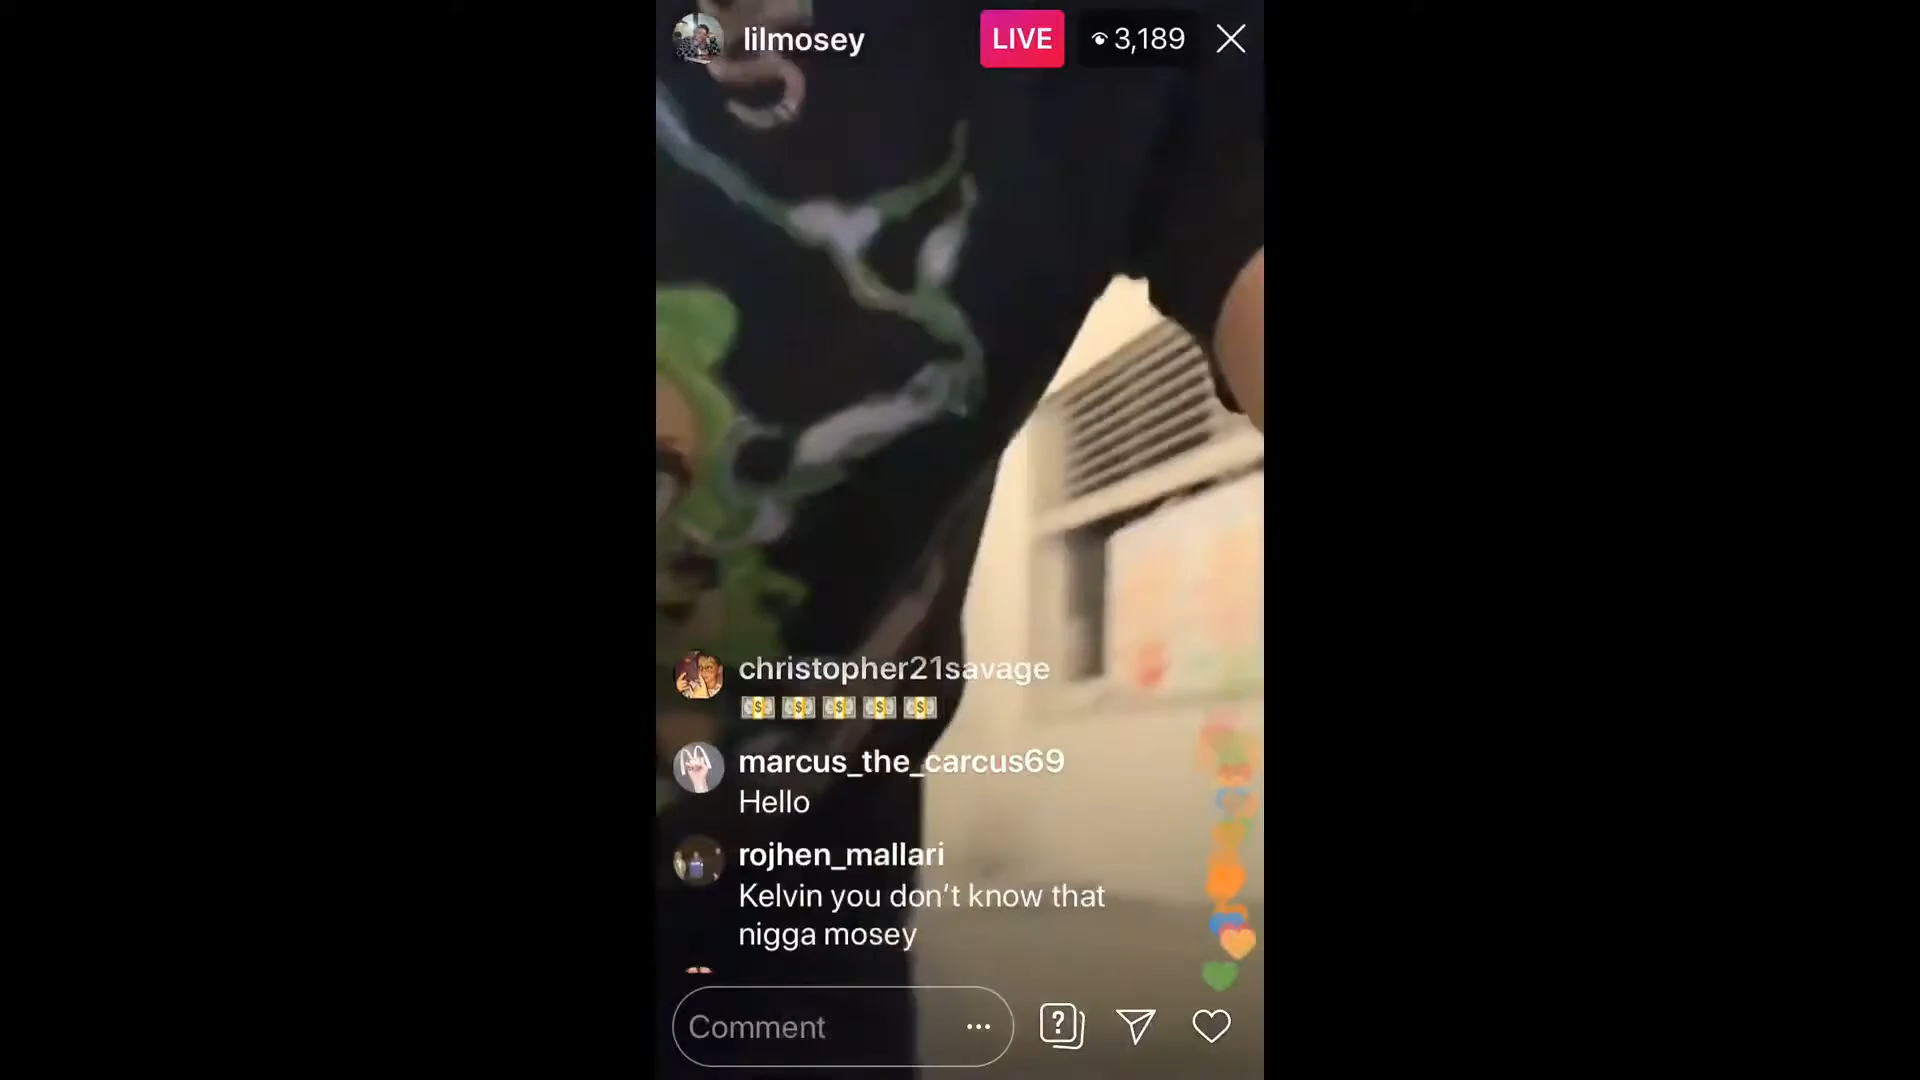 lilmosey
LIVE
3,189
christopher21savage
marcus_the_carcus69
Hello
rojhen_mallari
Kelvin you don't know that
nigga mosey
Comment